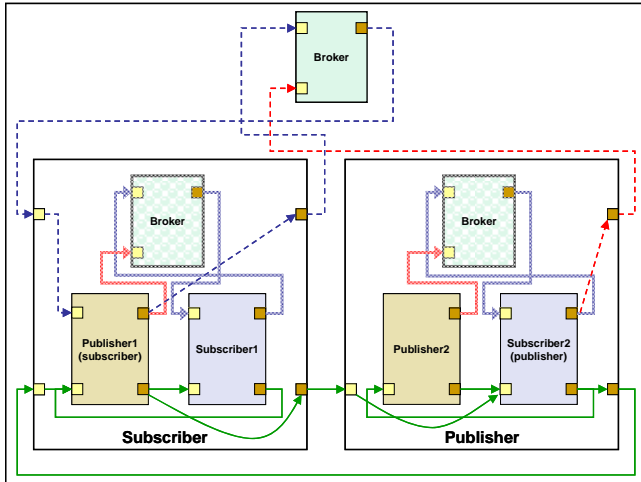 Broker
Broker
Broker
Publisher1
(subscriber)
Subscriber1
Publisher2
Subscriber2
(publisher)
Subscriber
Publisher